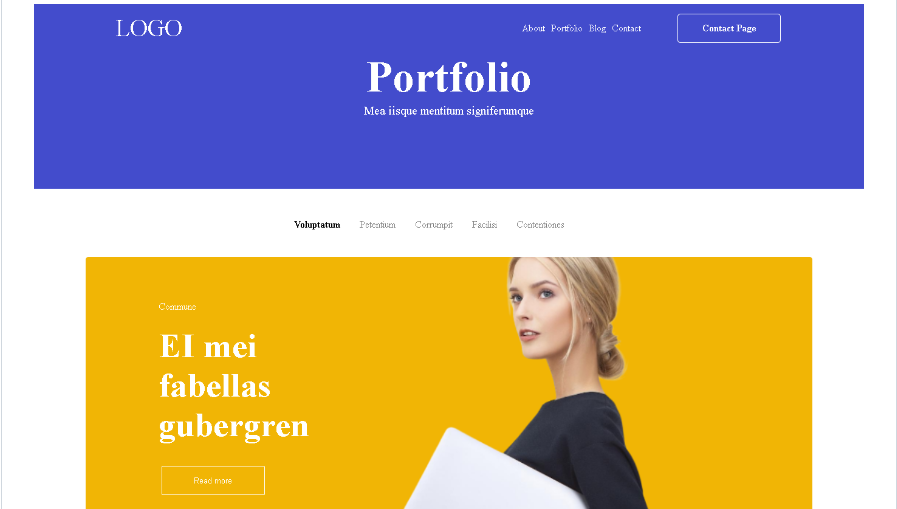 LOGO
About Portfolio Blog Contact
Contact Page
Portfolio
Mea iisque mentitum signiferumque
Voluptatum Petentium Corrumpit Facilisi Contentiones
Commune
EI mei
fabellas
gubergren
Read more